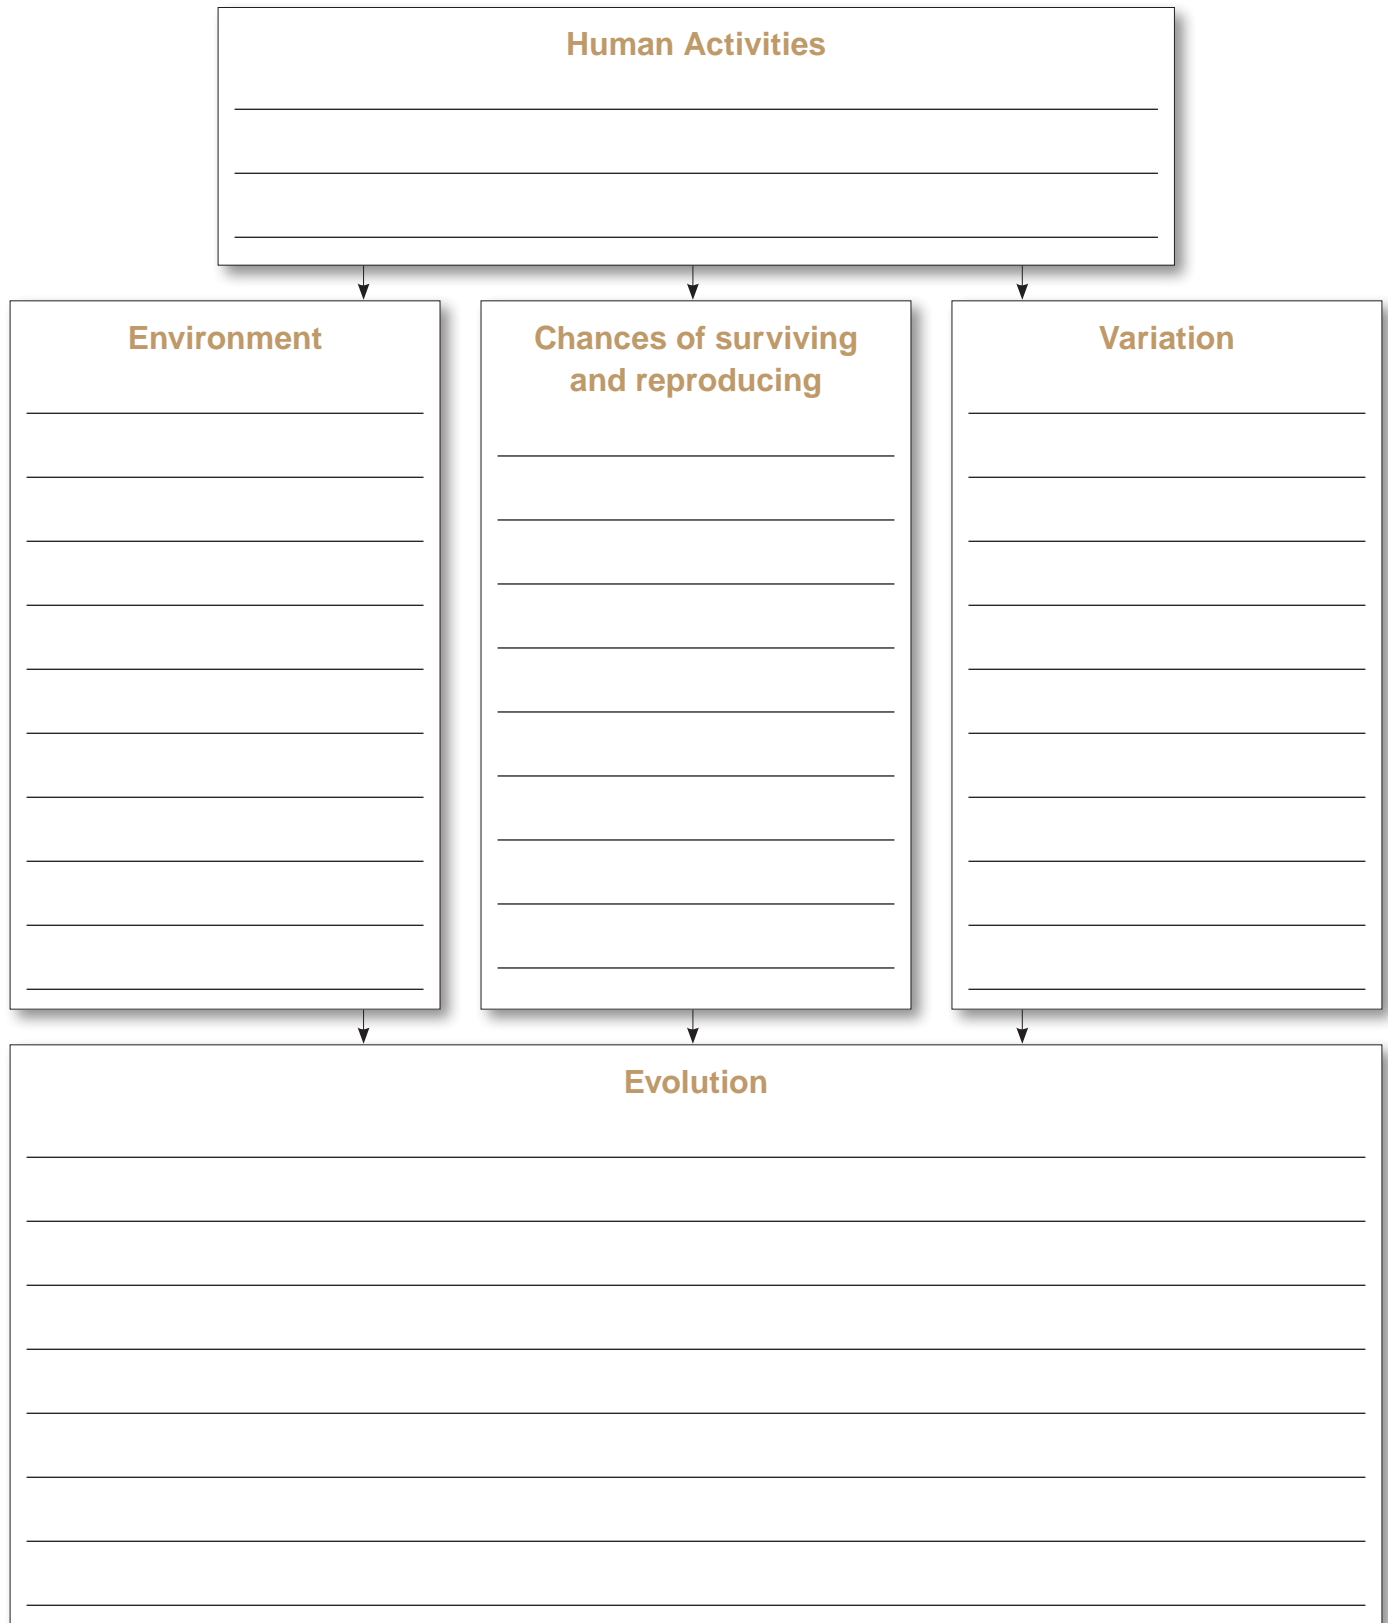 Human Activities
Environment
Chances of surviving
and reproducing
Variation
Evolution